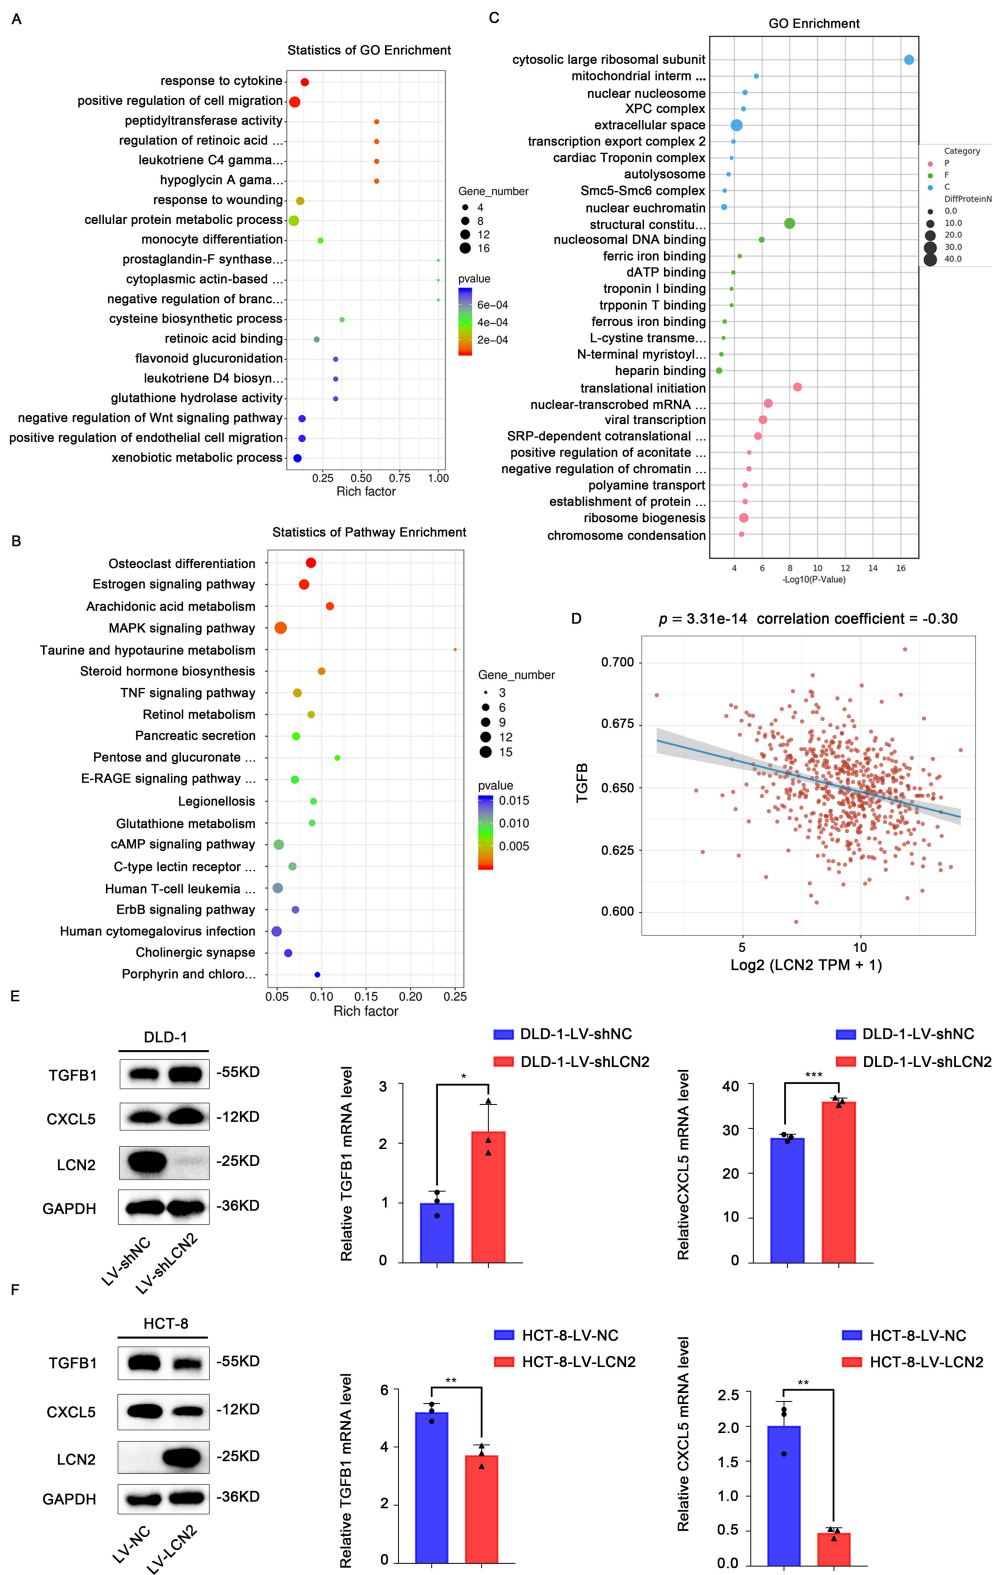 A
Statistics of GO Enrichment
response to cytokine
positive regulation of cell migration
peptidyltransferase activity
regulation of retinoic acid ...
leukotriene C4 gamma...
hypoglycin A gama...
response to wounding
cellular protein metabolic process
monocyte differentiation
prostaglandin-F synthase...
cytoplasmic actin-based ...
negative regulation of branc...
cysteine biosynthetic process
retinoic acid binding
flavonoid glucuronidation
leukotriene D4 biosyn...
glutathione hydrolase activity
negative regulation of Wnt signaling pathway
positive regulation of endothelial cell migration
xenobiotic metabolic process
0.25 0.50 0.75 1.00
Rich factor
Gene_number
4
8
12
16
pvalue
6e-04
4e-04
2e-04
B
Statistics of Pathway Enrichment
Osteoclast differentiation
Estrogen signaling pathway
Arachidonic acid metabolism
MAPK signaling pathway
Taurine and hypotaurine metabolism
Steroid hormone biosynthesis
TNF signaling pathway
Retinol metabolism
Pancreatic secretion
Pentose and glucuronate ...
E-RAGE signaling pathway ...
Legionellosis
Glutathione metabolism
cAMP signaling pathway
C-type lectin receptor ...
Human T-cell leukemia ...
ErbB signaling pathway
Human cytomegalovirus infection
Cholinergic synapse
Porphyrin and chloro...
0.05 0.10 0.15 0.20 0.25
Rich factor
Gene_number
3
6
9
12
15
pvalue
0.015
0.010
0.005
C
GO Enrichment
cytosolic large ribosomal subunit
mitochondrial interm ...
nuclear nucleosome
XPC complex
extracellular space
transcription export complex 2
cardiac Troponin complex
autolysosome
Smc5-Smc6 complex
nuclear euchromatin
structural constitu...
nucleosomal DNA binding
ferric iron binding
dATP binding
troponin I binding
trpponin T binding
ferrous iron binding
L-cystine transme...
N-terminal myristoyl...
heparin binding
translational initiation
nuclear-transcrobed mRNA ...
viral transcription
SRP-dependent cotranslational ...
positive regulation of aconitate ...
negative regulation of chromatin ...
polyamine transport
establishment of protein ...
ribosome biogenesis
chromosome condensation
4 6 8 10 12 14 16
-Log10(P-Value)
Category
P
F
C
DiffProteinN
0.0
10.0
20.0
30.0
40.0
D
p = 3.31e-14 correlation coefficient = -0.30
TGFB
0.700
0.675
0.650
0.625
0.600
5 10
Log2 (LCN2 TPM + 1)
E
DLD-1
TGFB1 -55KD
CXCL5 -12KD
LCN2 -25KD
GAPDH -36KD
LV-shNC LV-shLCN2
DLD-1-LV-shNC
DLD-1-LV-shLCN2
Relative TGFB1 mRNA level
3
2
1
0
*
DLD-1-LV-shNC
DLD-1-LV-shLCN2
RelativeCXCL5 mRNA level
40
30
20
10
0
***
F
HCT-8
TGFB1 -55KD
CXCL5 -12KD
LCN2 -25KD
GAPDH -36KD
LV-NC LV-LCN2
HCT-8-LV-NC
HCT-8-LV-LCN2
Relative TGFB1 mRNA level
6
4
2
0
**
HCT-8-LV-NC
HCT-8-LV-LCN2
Relative CXCL5 mRNA level
2.5
2.0
1.5
1.0
0.5
0.0
**